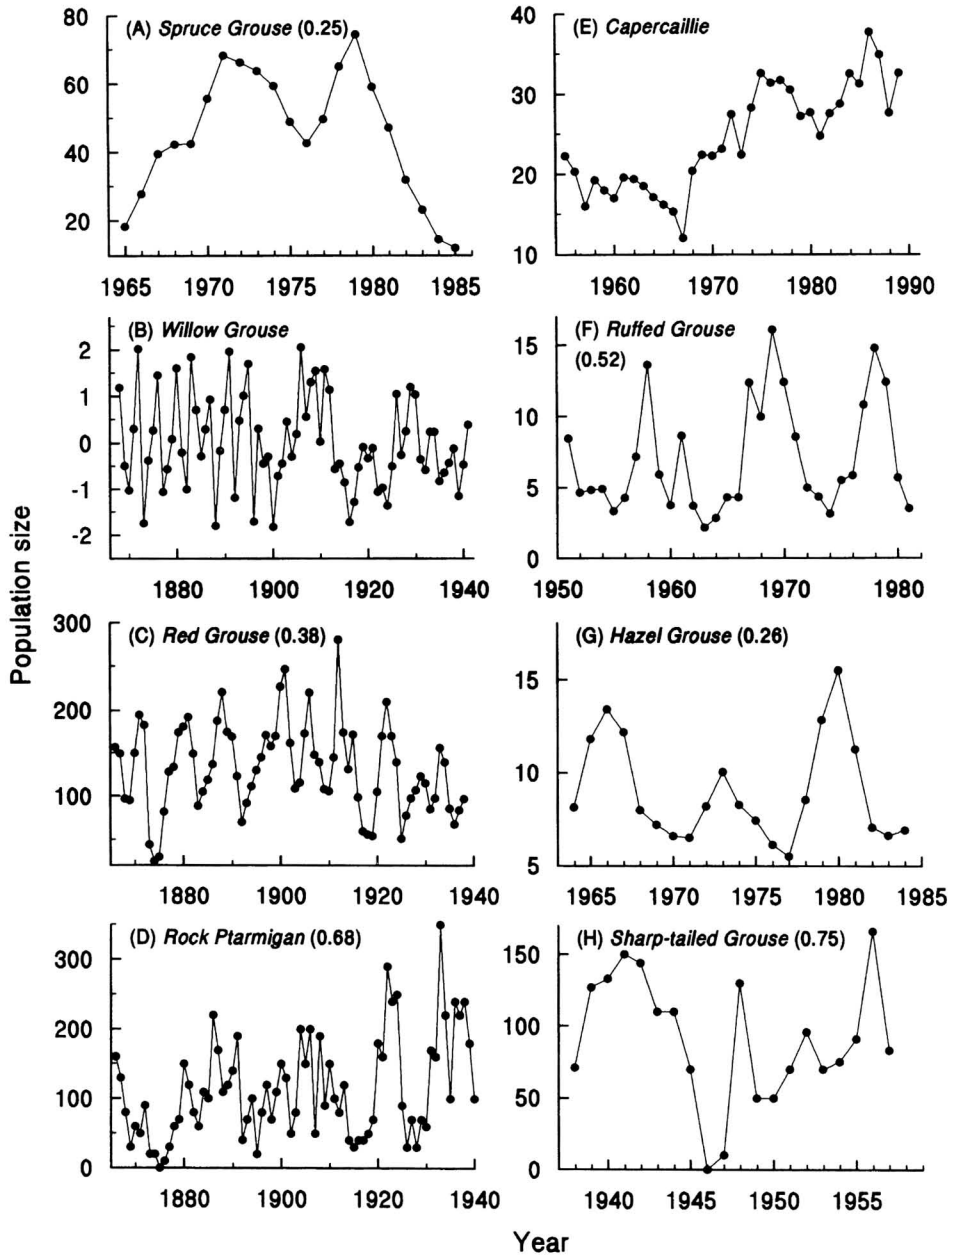 Population size
(A) Spruce Grouse (0.25)
80
60
40
20
1965 1970 1975 1980 1985
(B) Willow Grouse
2
1
0
-1
-2
1880 1900 1920 1940
(C) Red Grouse (0.38)
300
200
100
1880 1900 1920 1940
(D) Rock Ptarmigan (0.68)
300
200
100
0
1880 1900 1920 1940
(E) Capercaillie
40
30
20
10
1960 1970 1980 1990
(F) Ruffed Grouse
(0.52)
15
10
5
0
1950 1960 1970 1980
(G) Hazel Grouse (0.26)
15
10
5
1965 1970 1975 1980 1985
(H) Sharp-tailed Grouse (0.75)
150
100
50
0
1940 1945 1950 1955
Year